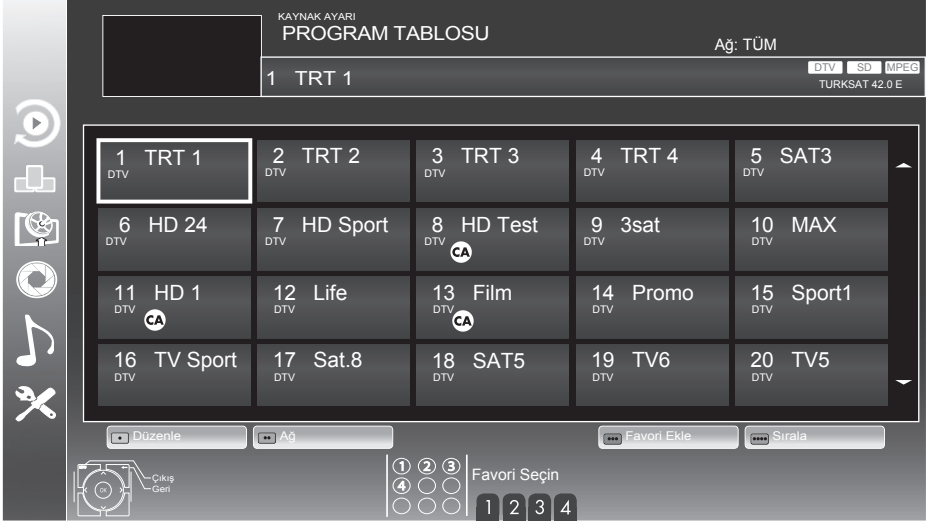 KAYNAK AYARI
PROGRAM TABLOSU
Ağ: TÜM
1 TRT 1
DTV SD MPEG
TURKSAT 42.0 E
1 TRT 1 2 TRT 2 3 TRT 3 4 TRT 4 5 SAT3
DTV DTV DTV DTV DTV
6 HD 24 7 HD Sport 8 HD Test 9 3sat 10 MAX
DTV DTV DTV DTV DTV
CA
11 HD 1 12 Life 13 Film 14 Promo 15 Sport1
DTV DTV DTV DTV DTV
CA CA
16 TV Sport 17 Sat.8 18 SAT5 19 TV6 20 TV5
DTV DTV DTV DTV DTV
Düzenle Ağ Favori Ekle Sırala
Çıkış
Geri
OK
1 2 3
4
Favori Seçin
1 2 3 4